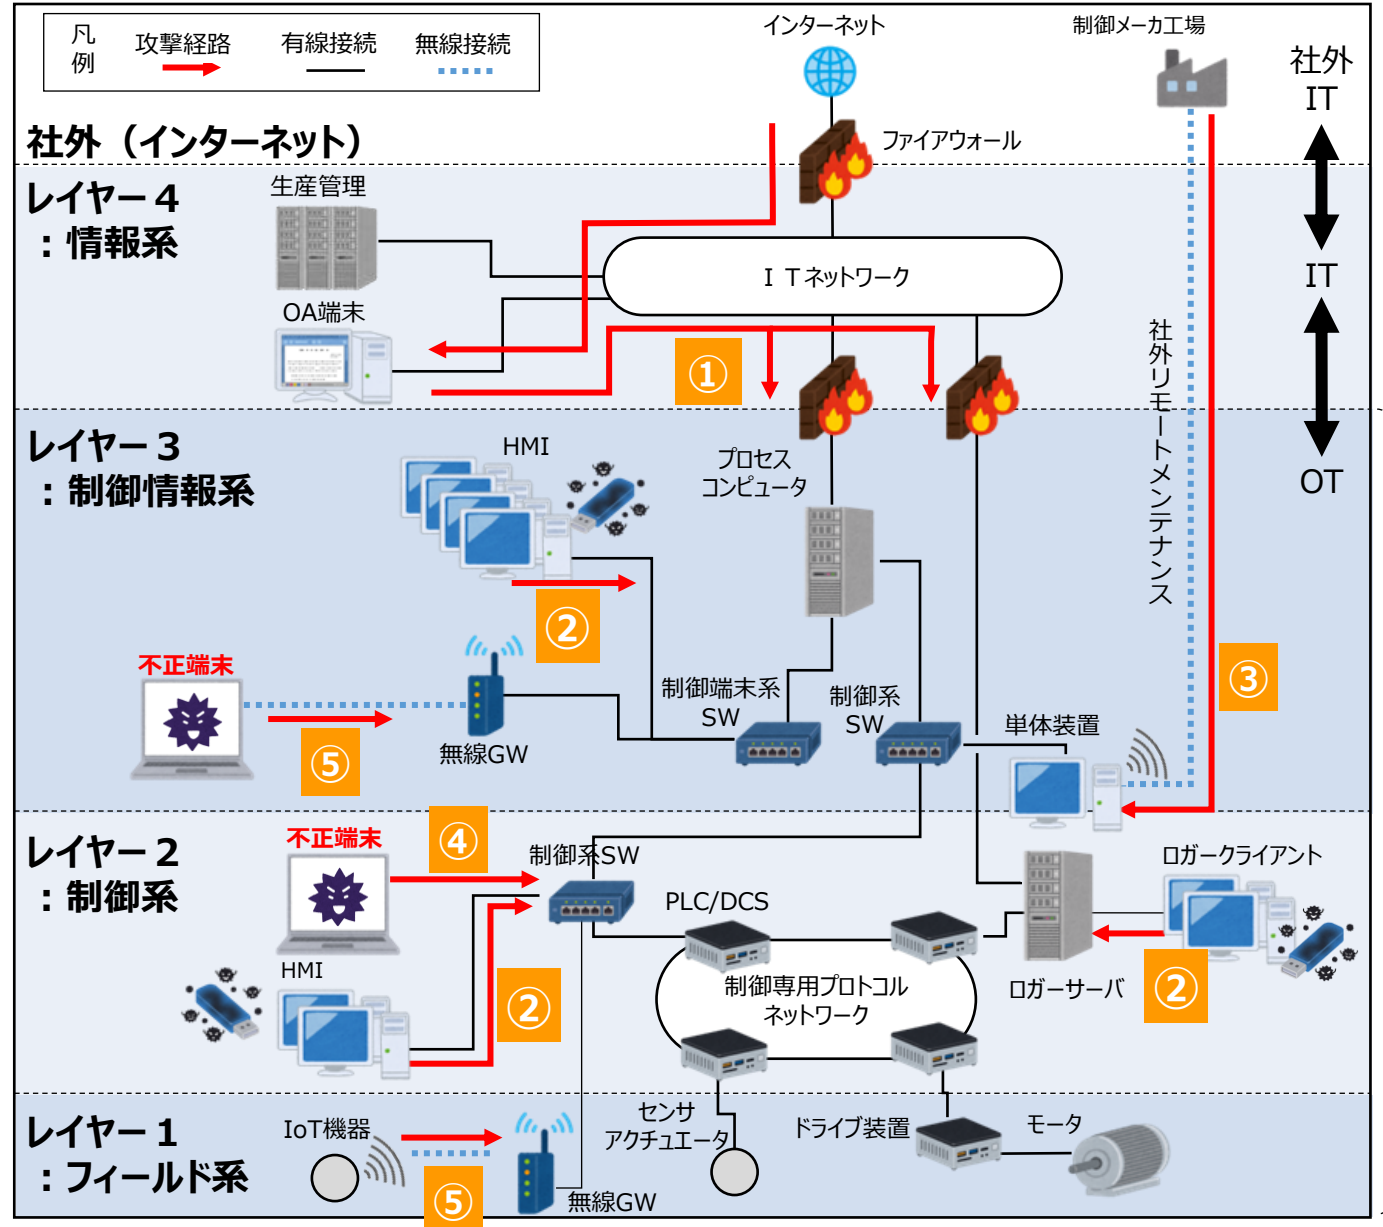 凡
例
攻撃経路
有線接続
無線接続
インターネット
制御メーカ工場
社外
IT
社外（インターネット）
ファイアウォール
レイヤー４
：情報系
生産管理
ＩＴネットワーク
IT
OA端末
①
社外リモートメンテナンス
レイヤー３
：制御情報系
HMI
プロセス
コンピュータ
OT
②
不正端末
制御端末系
SW
制御系
SW
③
単体装置
無線GW
⑤
レイヤー２
：制御系
不正端末
④
制御系SW
ロガークライアント
PLC/DCS
HMI
②
制御専用プロトコル
ネットワーク
ロガーサーバ
②
レイヤー１
：フィールド系
IoT機器
センサ
アクチュエータ
ドライブ装置
モータ
⑤
無線GW